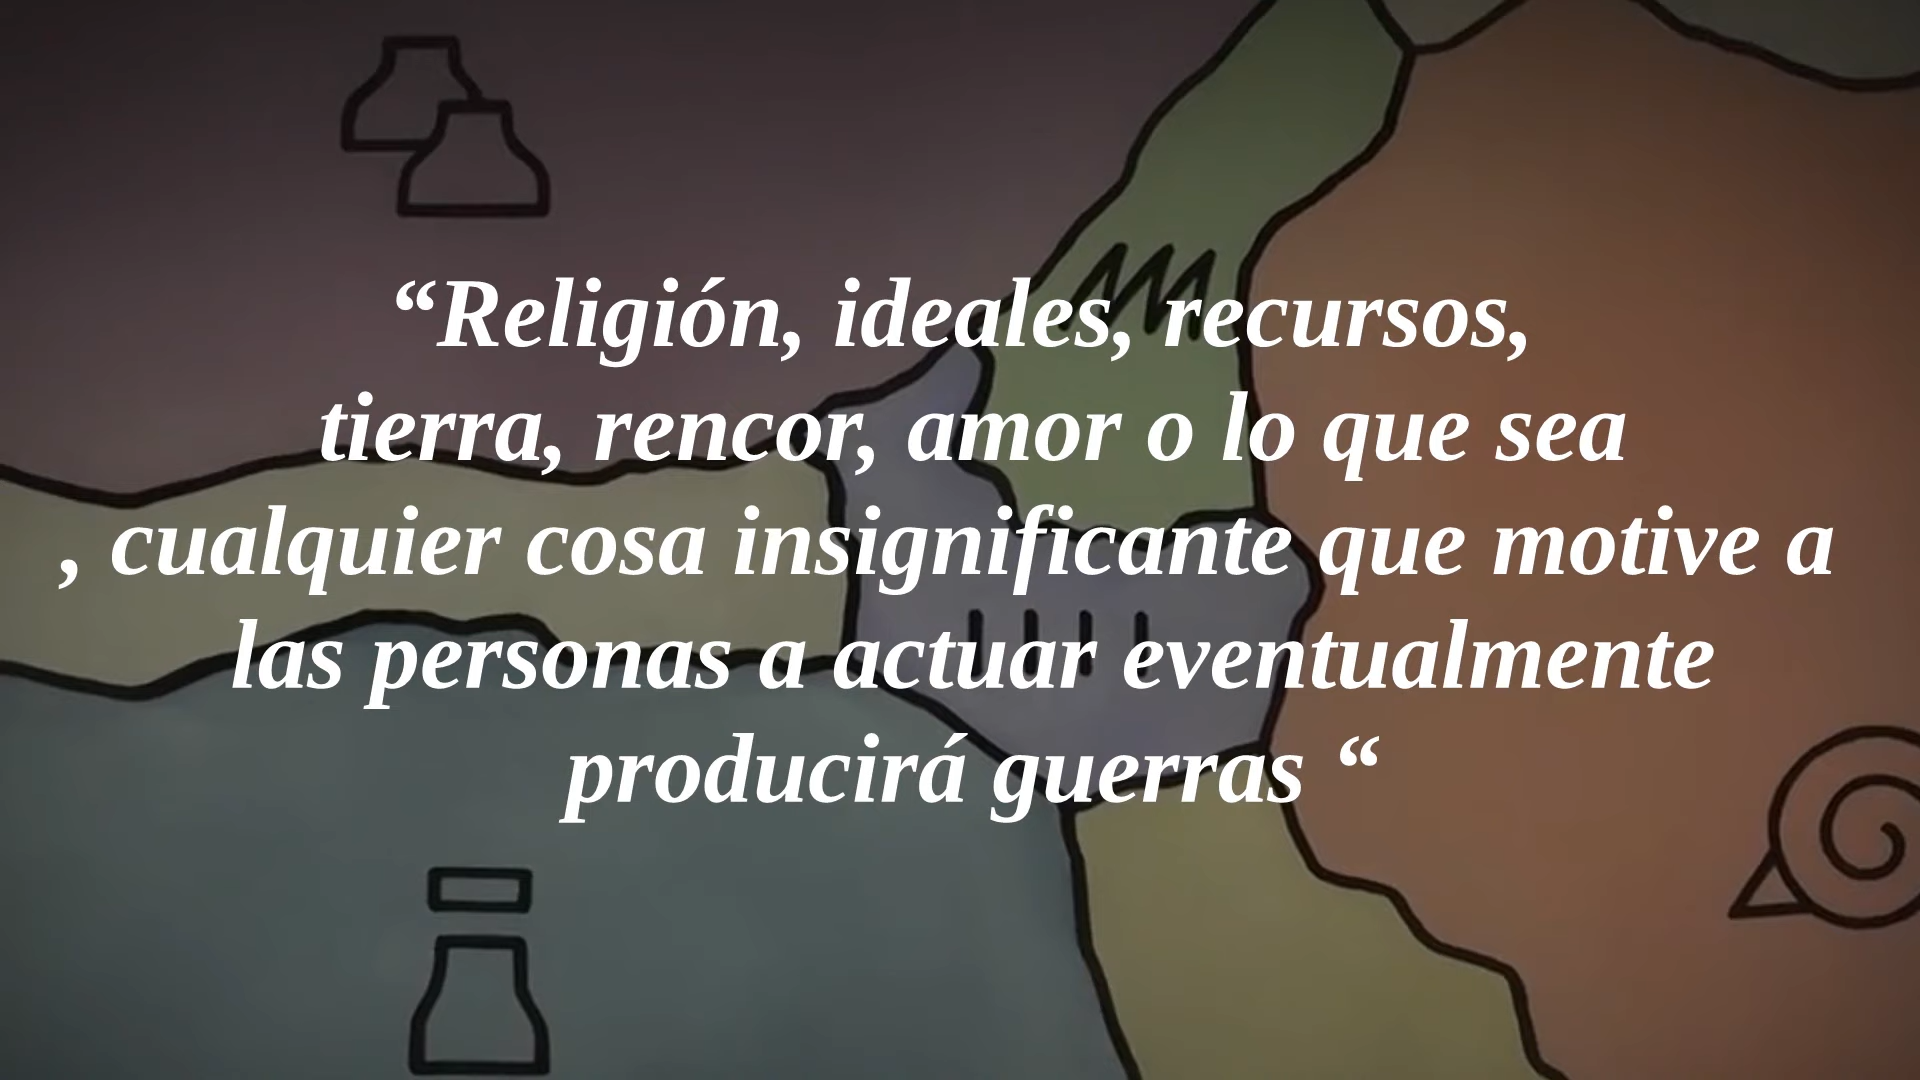 “Religión, ideales, recursos,
tierra, rencor, amor o lo que sea
, cualquier cosa insignificante que motive a
las personas a actuar eventualmente
producirá guerras “